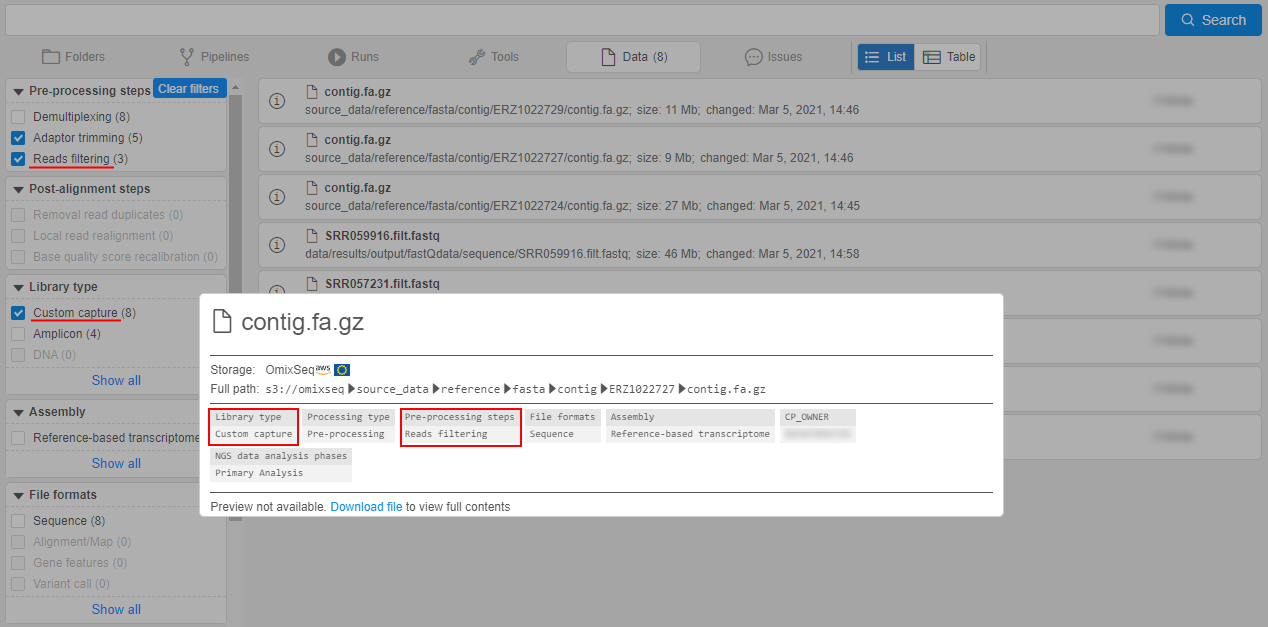 Search
Folders
Pipelines
Runs
Tools
Data (8)
Issues
List
Table
Pre-processing steps
Clear filters
Demultiplexing (8)
Adaptor trimming (5)
Reads filtering (3)
Post-alignment steps
Removal read duplicates (0)
Local read realignment (0)
Base quality score recalibration (0)
Library type
Custom capture (8)
Amplicon (4)
DNA (0)
Show all
Assembly
Reference-based transcriptome
Show all
File formats
Sequence (8)
Alignment/Map (0)
Gene features (0)
Variant call (0)
Show all
contig.fa.gz
source_data/reference/fasta/contig/ERZ1022729/contig.fa.gz; size: 11 Mb; changed: Mar 5, 2021, 14:46
contig.fa.gz
source_data/reference/fasta/contig/ERZ1022727/contig.fa.gz; size: 9 Mb; changed: Mar 5, 2021, 14:46
contig.fa.gz
source_data/reference/fasta/contig/ERZ1022724/contig.fa.gz; size: 27 Mb; changed: Mar 5, 2021, 14:45
SRR059916.filt.fastq
data/results/output/fastQdata/sequence/SRR059916.filt.fastq; size: 46 Mb; changed: Mar 5, 2021, 14:58
SRR057231.filt.fastq
contig.fa.gz
Storage: OmixSeq aws
Full path: s3://omixseq source_data reference fasta contig ERZ1022727 contig.fa.gz
Library type
Custom capture
Processing type
Pre-processing
Pre-processing steps
Reads filtering
File formats
Sequence
Assembly
Reference-based transcriptome
CP_OWNER
NGS data analysis phases
Primary Analysis
Preview not available. Download file to view full contents